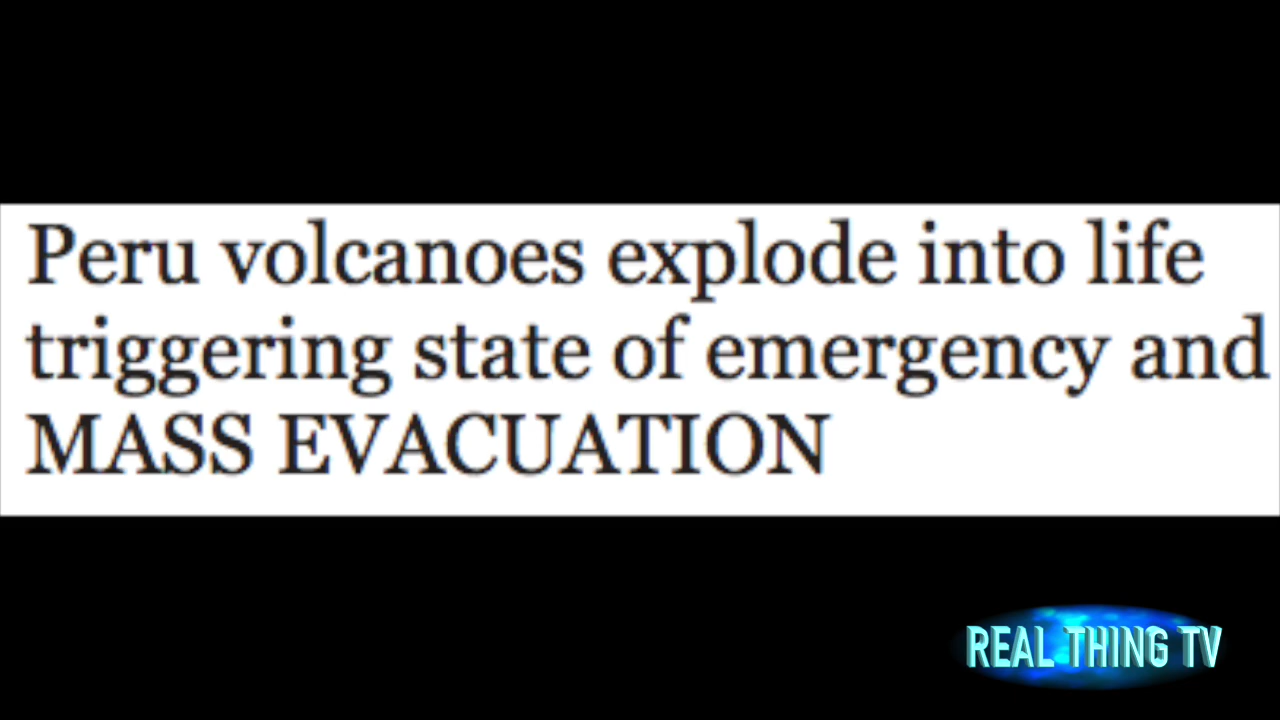 Peru volcanoes explode into life
triggering state of emergency and
MASS EVACUATION
REAL THING TV